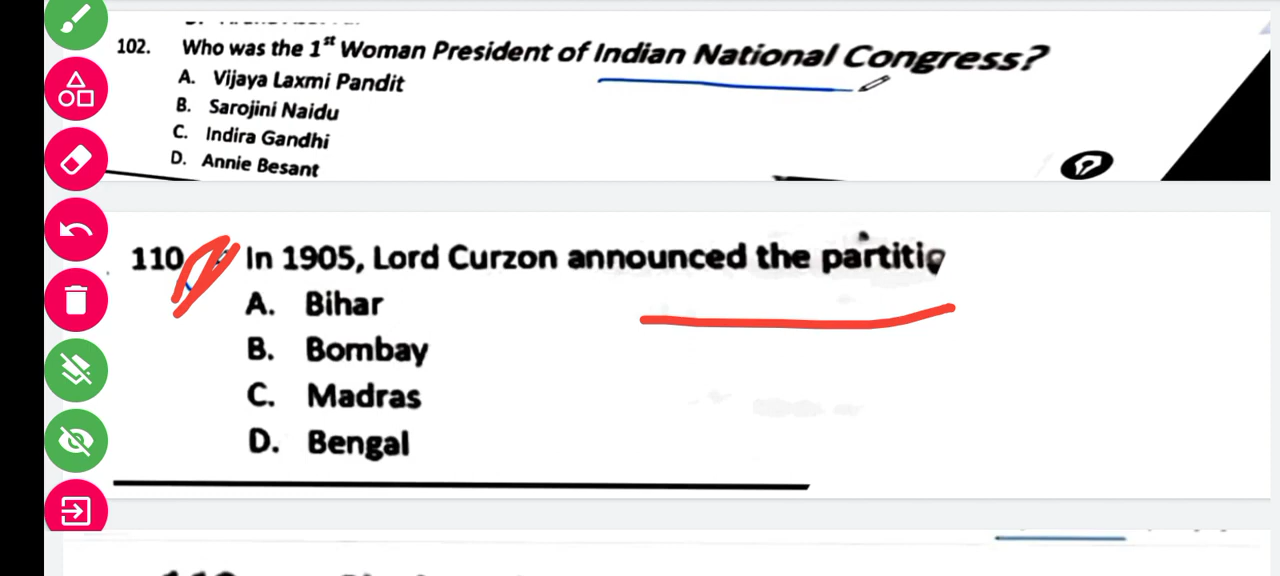 102. Who was the 1st Woman President of Indian National Congress?
A. Vijaya Laxmi Pandit
B. Sarojini Naidu
C. Indira Gandhi
D. Annie Besant
110 In 1905, Lord Curzon announced the
A. Bihar
B. Bombay
C. Madras
D. Bengal